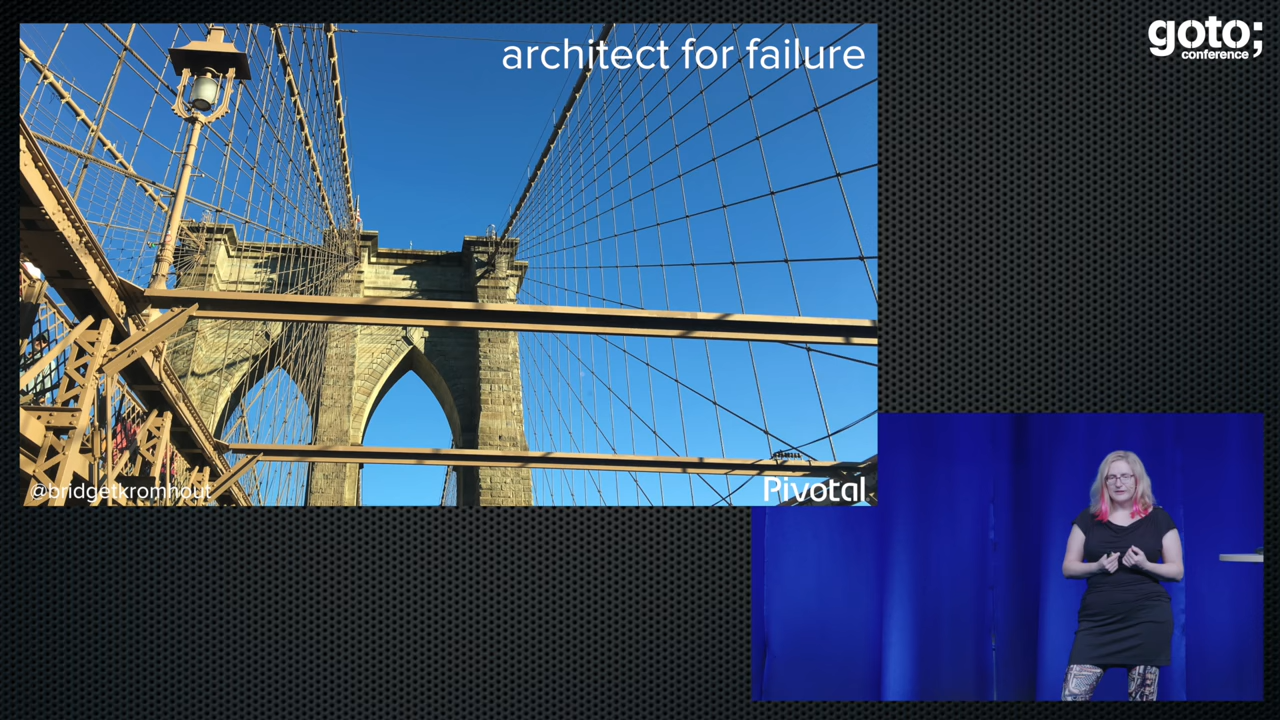 architect for failure
goto;
conference
@bridgetkromhout
Pivotal